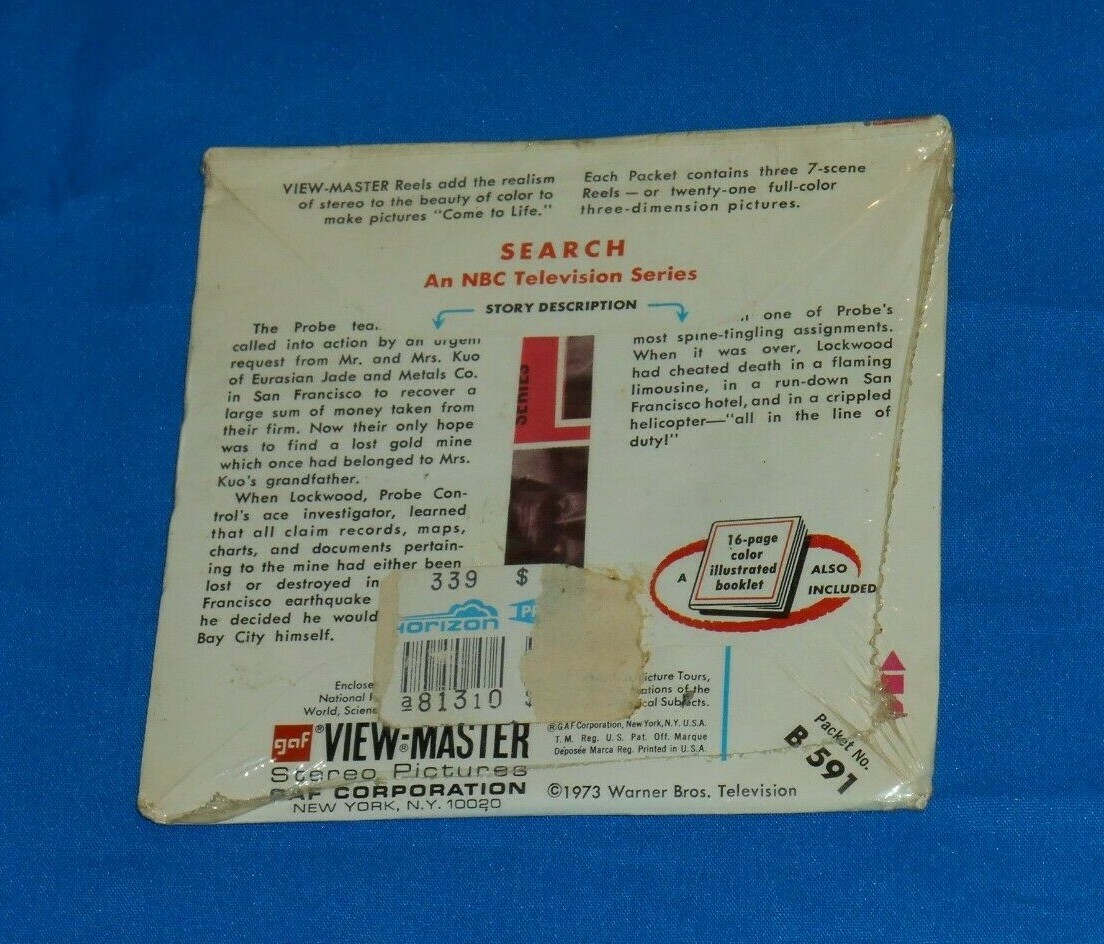 VIEW-MASTER Reels add the realism
of stereo to the beauty of color to
make pictures "Come to Life."
Each Packet contains three 7-scene
Reels — or twenty-one full-color
three-dimension pictures.
SEARCH
An NBC Television Series
STORY DESCRIPTION
The Probe
called into action by an urgent
request from Mr. and Mrs. Kuo
of Eurasian Jade and Metals Co.
in San Francisco to recover a
large sum of money taken from
their firm. Now their only hope
was to find a lost gold mine
which once had belonged to Mrs.
Kuo's grandfather.
When Lockwood, Probe Con-
trol's ace investigator, learned
that all claim records, maps,
charts, and documents pertain-
ing to the mine had either been
lost or destroyed in
Francisco earthquake
he decided he would
Bay City himself.
one of Probe's
most spine-tingling assignments.
When it was over, Lockwood
had cheated death in a flaming
limousine, in a run-down San
Francisco hotel, and in a crippled
helicopter—"all in the line of
duty!"
SERIES
A
16-page
color
illustrated
booklet
ALSO
INCLUDED
339 $
Horizon
a81310
National
World,
icture Tours,
ations of the
cal Subjects.
gaf ®VIEW-MASTER
Stereo Pictures
GAF CORPORATION
NEW YORK, N.Y. 10020
®GAF Corporation, New York, N.Y. U.S.A.
T.M. Reg. U.S. Pat. Off. Marque
Déposée Marca Reg. Printed in U.S.A.
©1973 Warner Bros. Television
Packet No.
B 591